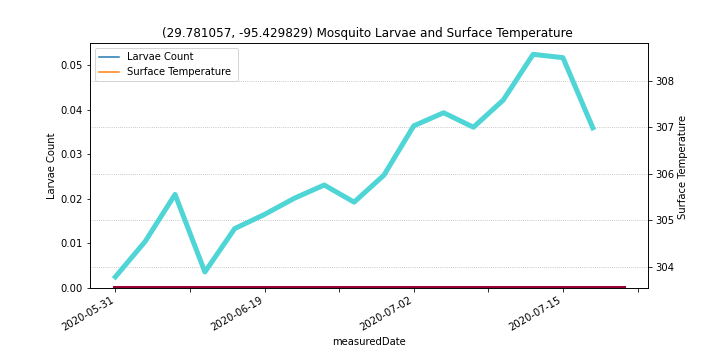 (29.781057, -95.429829) Mosquito Larvae and Surface Temperature
Larvae Count
Surface Temperature
0.05
0.04
0.03
0.02
0.01
0.00
Larvae Count
308
307
306
305
304
Surface Temperature
2020-05-31
2020-06-19
2020-07-02
2020-07-15
measuredDate